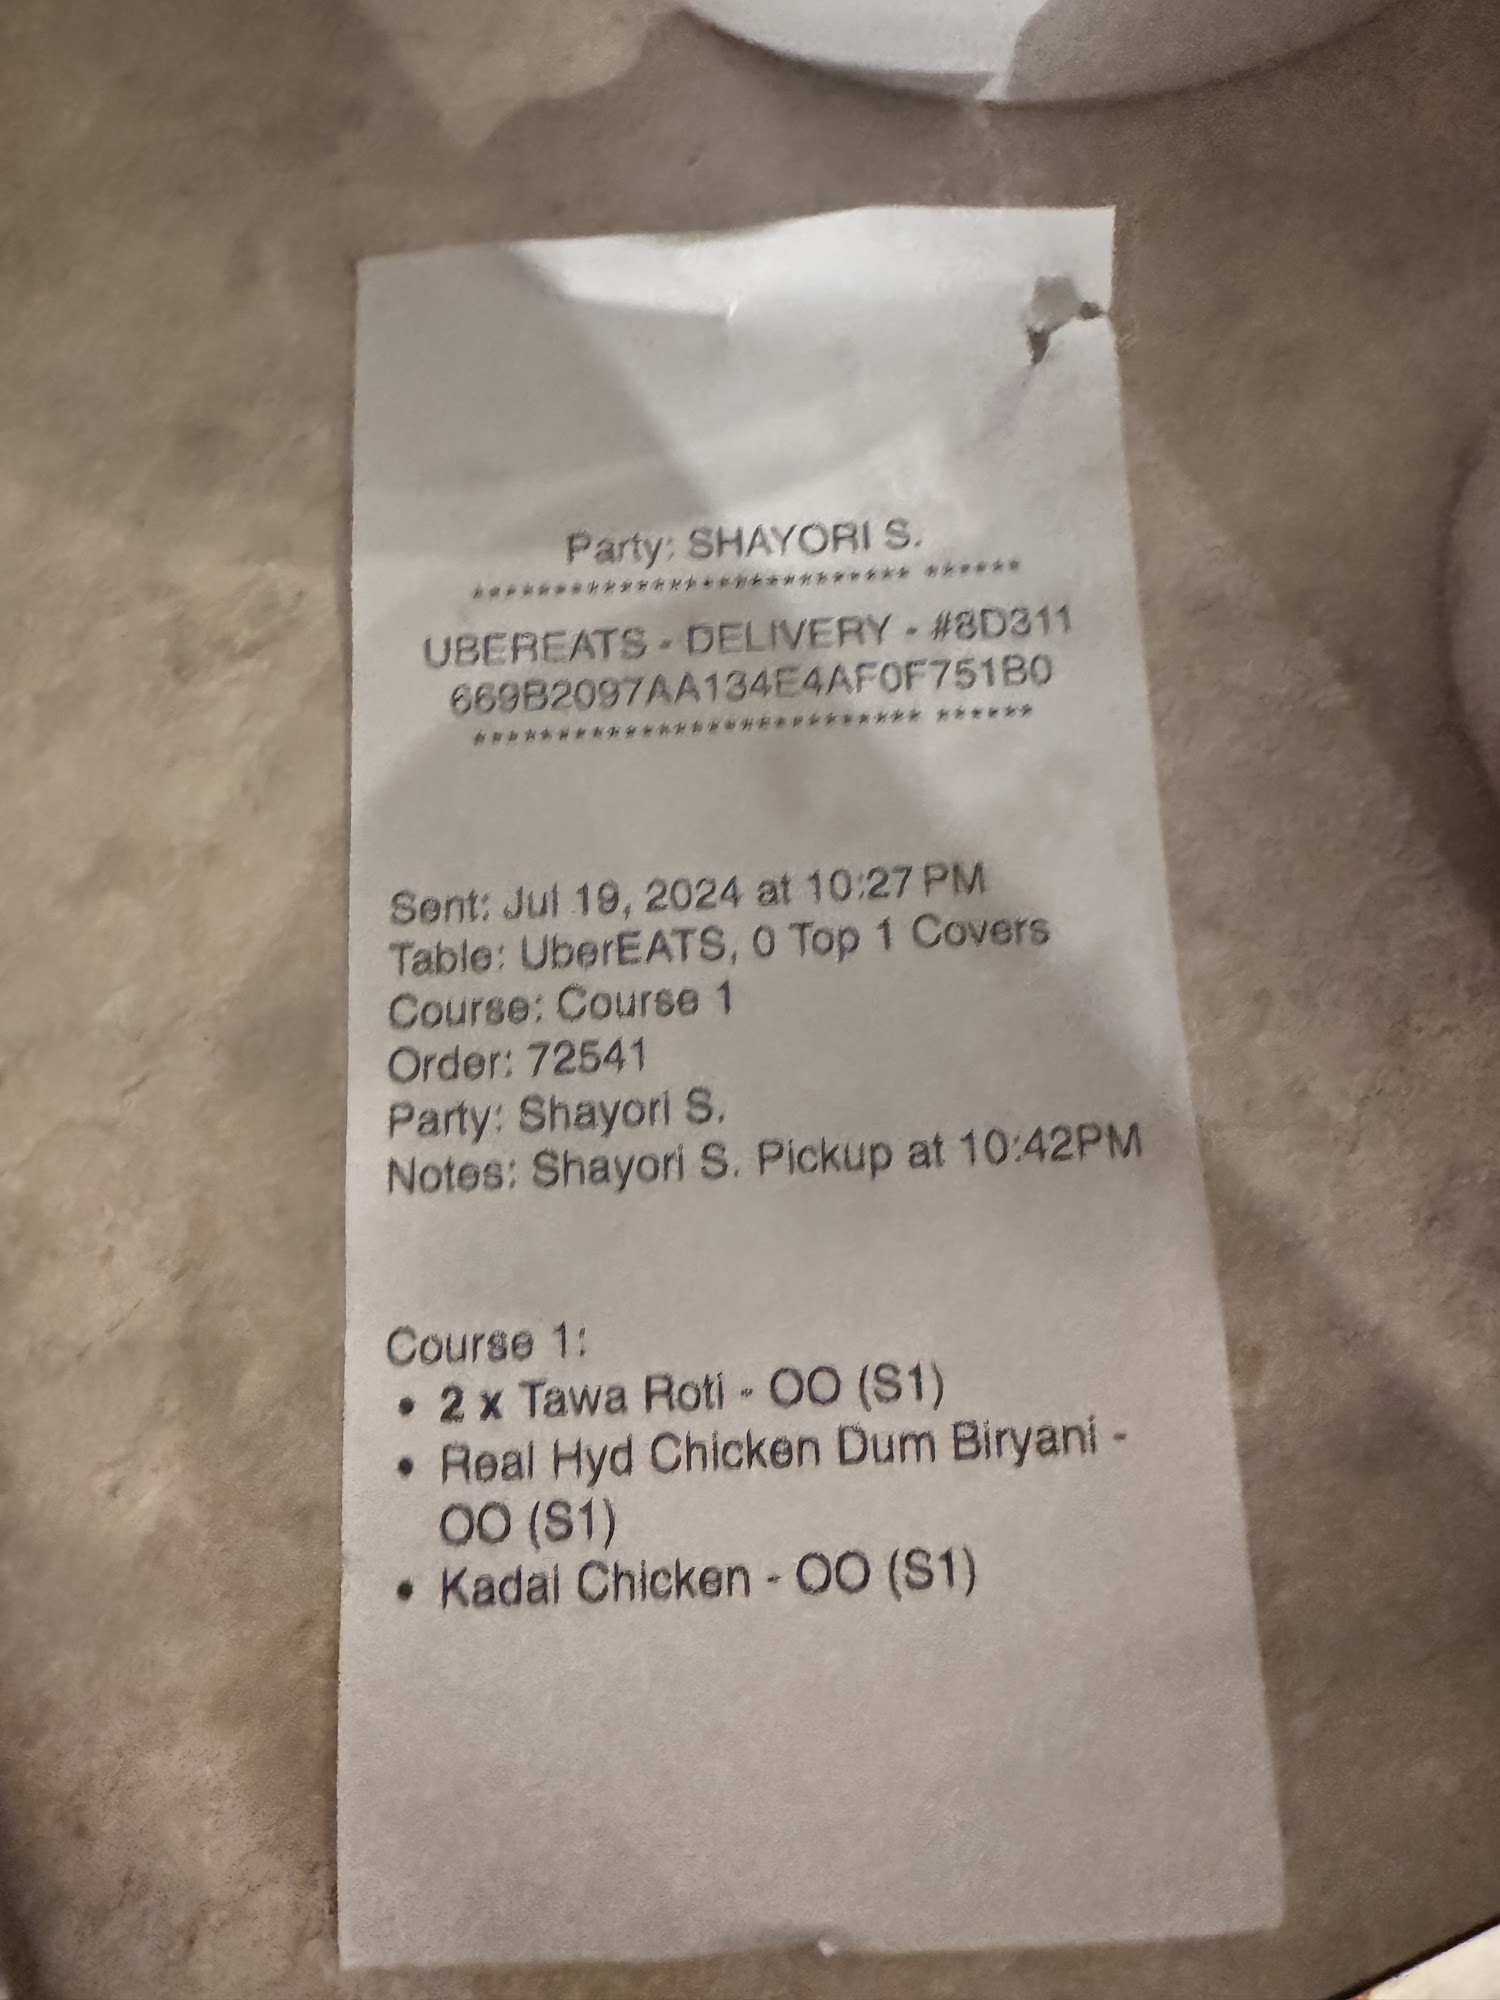 Party: SHAYORI S.
*************************** ******
UBEREATS - DELIVERY - #8D311
669B2097AA134E4AF0F751B0
*************************** ******
Sent: Jul 19, 2024 at 10:27 PM
Table: UberEATS, 0 Top 1 Covers
Course: Course 1
Order: 72541
Party: Shayori S.
Notes: Shayori S. Pickup at 10:42PM
Course 1:
• 2 x Tawa Roti - OO (S1)
• Real Hyd Chicken Dum Biryani -
OO (S1)
• Kadai Chicken - OO (S1)